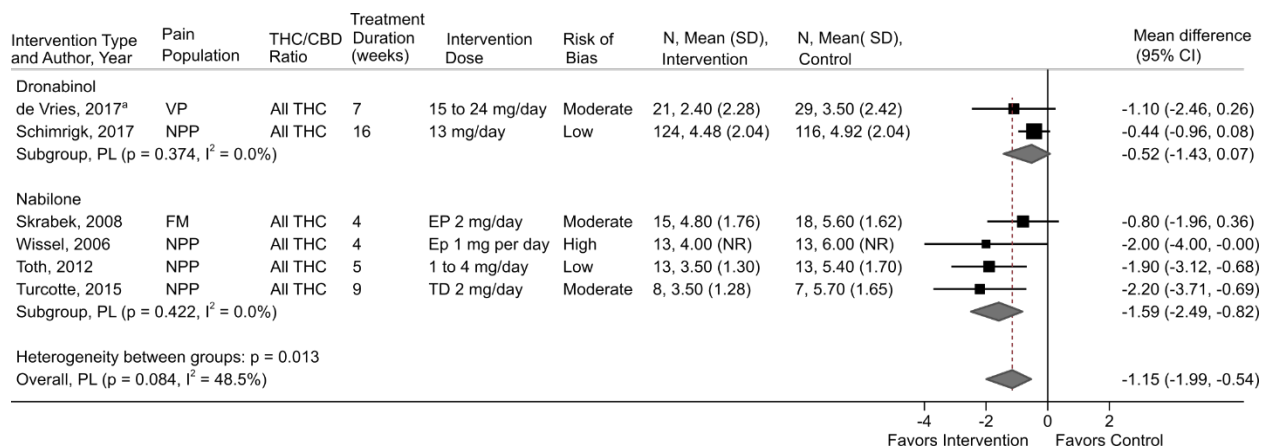 Intervention Type and Author, Year Pain Population THC/CBD Ratio Treatment Duration (weeks) Intervention Dose Risk of Bias N, Mean (SD), Intervention N, Mean( SD), Control Mean difference (95% CI)
Dronabinol
de Vries, 2017ª VP All THC 7 15 to 24 mg/day Moderate 21, 2.40 (2.28) 29, 3.50 (2.42) -1.10 (-2.46, 0.26)
Schimrigk, 2017 NPP All THC 16 13 mg/day Low 124, 4.48 (2.04) 116, 4.92 (2.04) -0.44 (-0.96, 0.08)
Subgroup, PL (p = 0.374, I² = 0.0%) -0.52 (-1.43, 0.07)
Nabilone
Skrabek, 2008 FM All THC 4 EP 2 mg/day Moderate 15, 4.80 (1.76) 18, 5.60 (1.62) -0.80 (-1.96, 0.36)
Wissel, 2006 NPP All THC 4 Ep 1 mg per day High 13, 4.00 (NR) 13, 6.00 (NR) -2.00 (-4.00, -0.00)
Toth, 2012 NPP All THC 5 1 to 4 mg/day Low 13, 3.50 (1.30) 13, 5.40 (1.70) -1.90 (-3.12, -0.68)
Turcotte, 2015 NPP All THC 9 TD 2 mg/day Moderate 8, 3.50 (1.28) 7, 5.70 (1.65) -2.20 (-3.71, -0.69)
Subgroup, PL (p = 0.422, I² = 0.0%) -1.59 (-2.49, -0.82)
Heterogeneity between groups: p = 0.013
Overall, PL (p = 0.084, I² = 48.5%) -1.15 (-1.99, -0.54)
-4 -2 0 2
Favors Intervention Favors Control